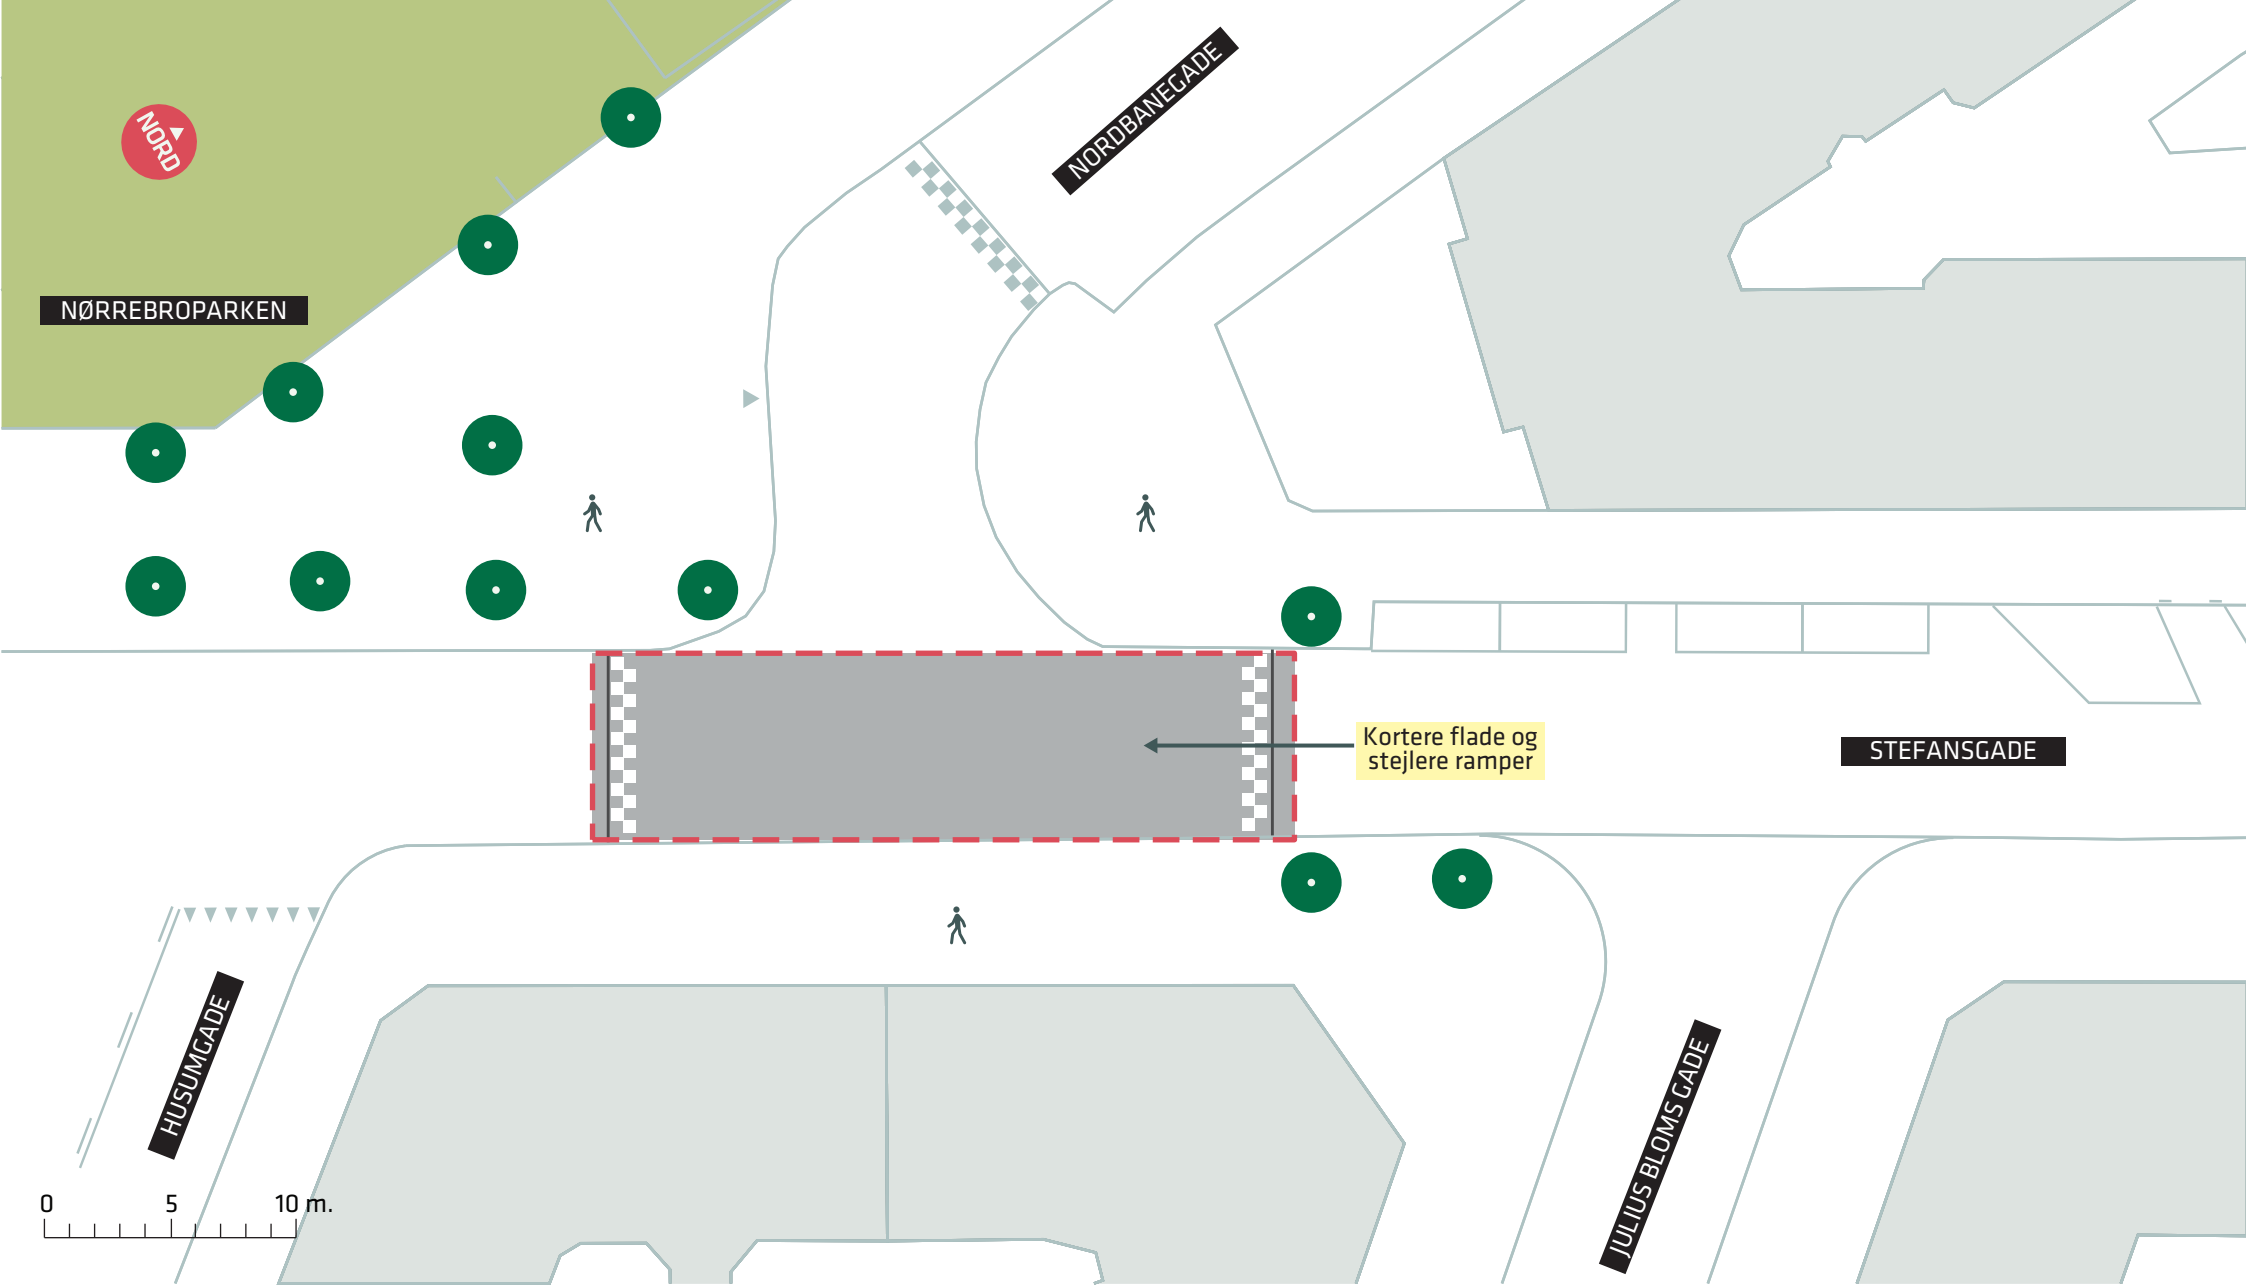 NORDBANEGADE
NORD
NØRREBROPARKEN
Kortere flade og
stejlere ramper
STEFANSGADE
HUSUMGADE
JULIUS BLOMS GADE
0 5 10 m.